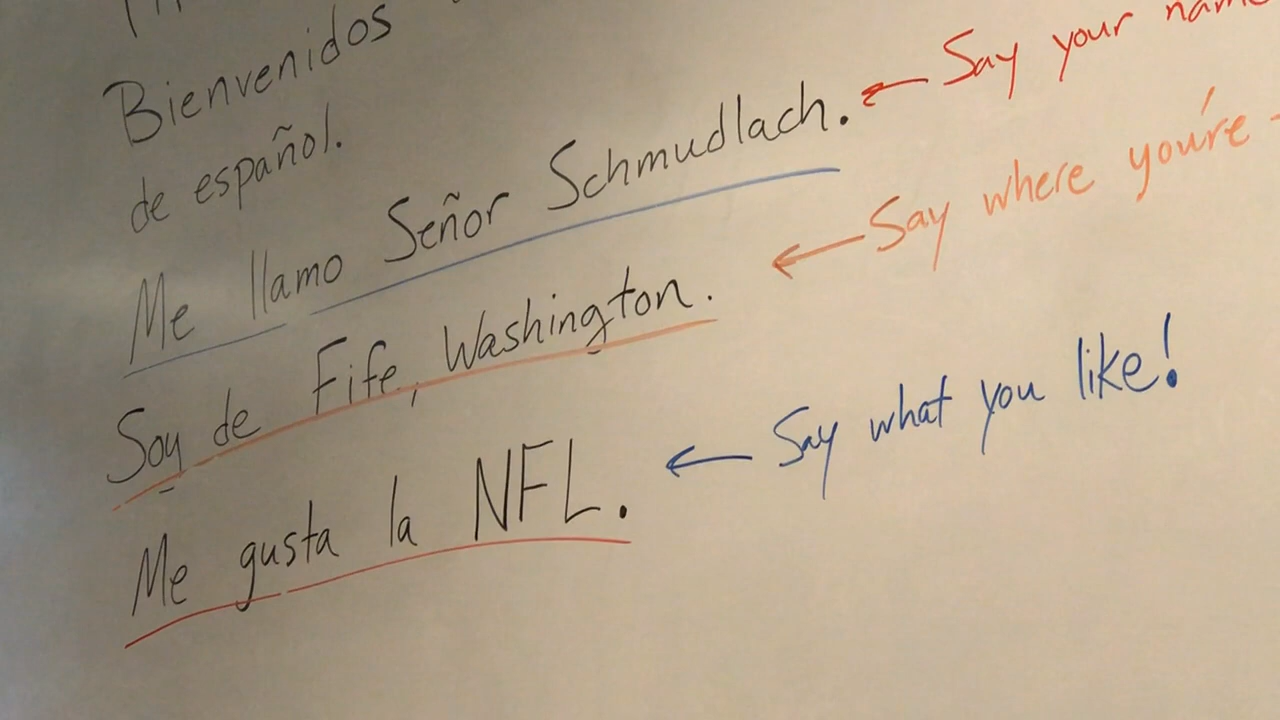 Bienvenidos
de español.
Me llamo Señor Schmudlach. ← Say your name
Soy de Fife, Washington. ← Say where you're
Me gusta la NFL. ← Say what you like!